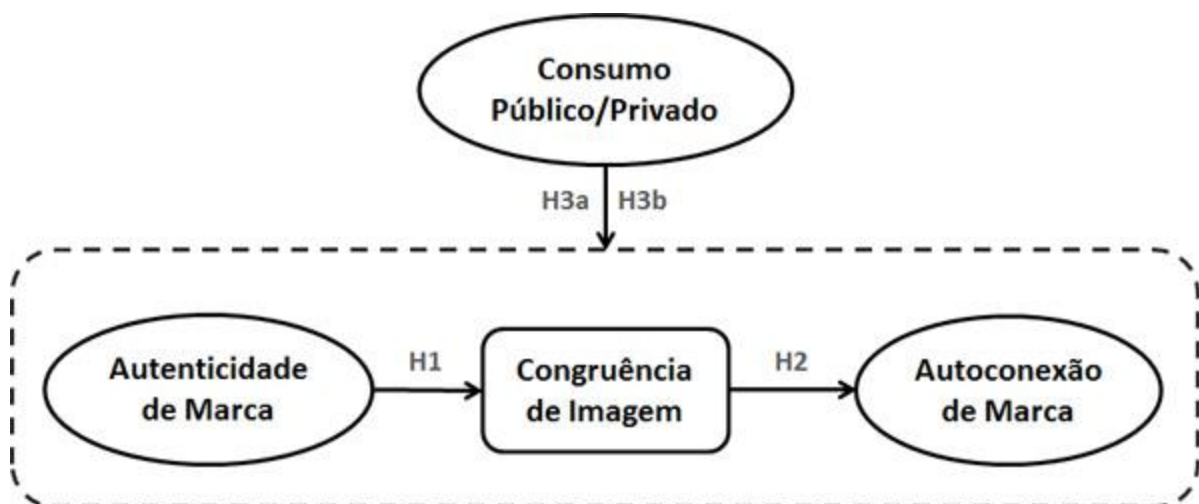 Consumo
Público/Privado
H3a H3b
Autenticidade
de Marca
H1
Congruência
de Imagem
H2
Autoconexão
de Marca